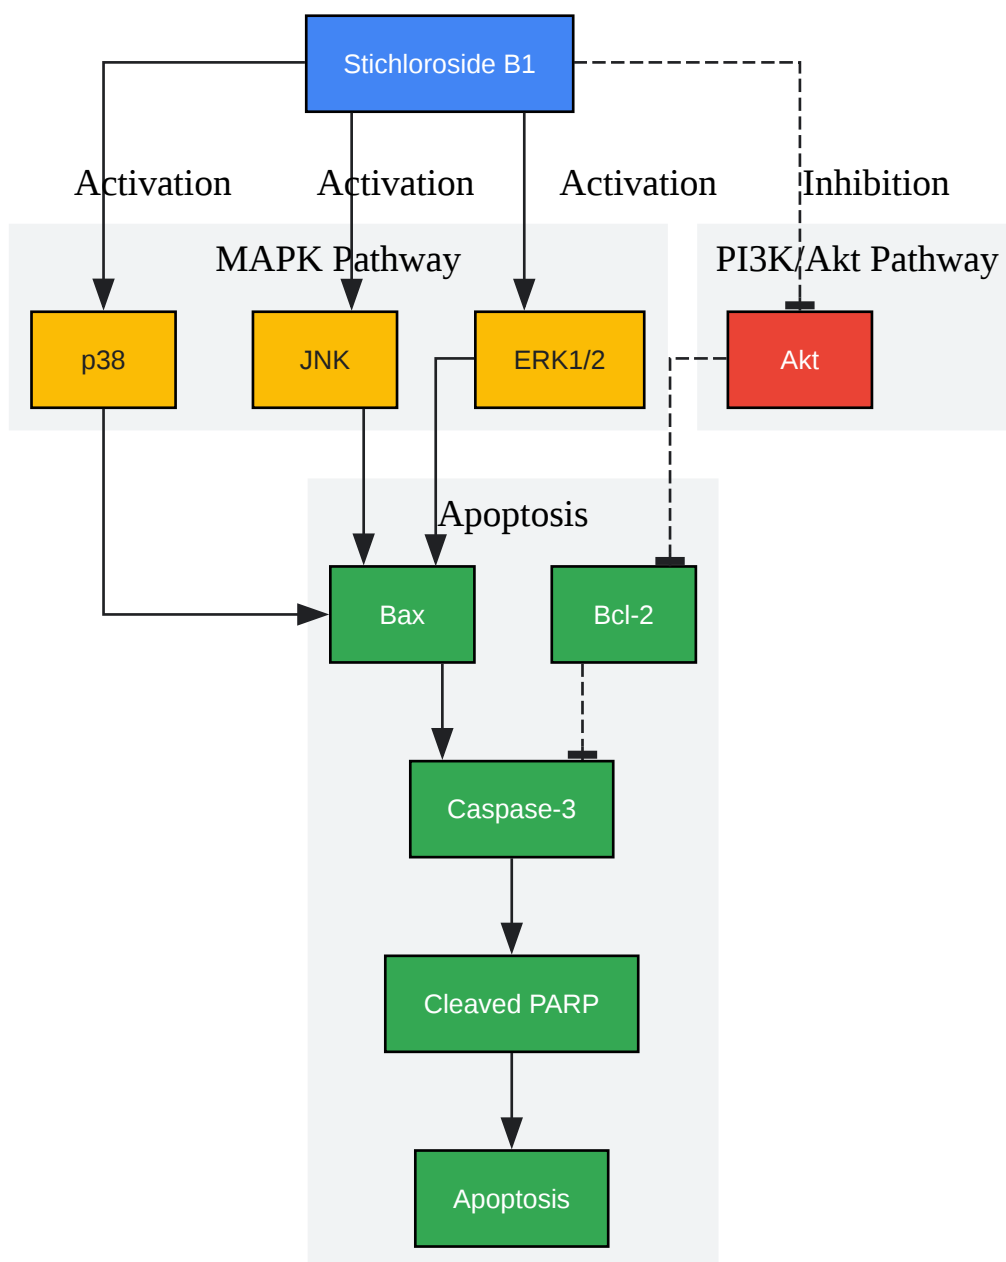 Stichloroside B1
Activation
Activation
Activation
Inhibition
MAPK Pathway
PI3K/Akt Pathway
p38
JNK
ERK1/2
Akt
Apoptosis
Bax
Bcl-2
Caspase-3
Cleaved PARP
Apoptosis